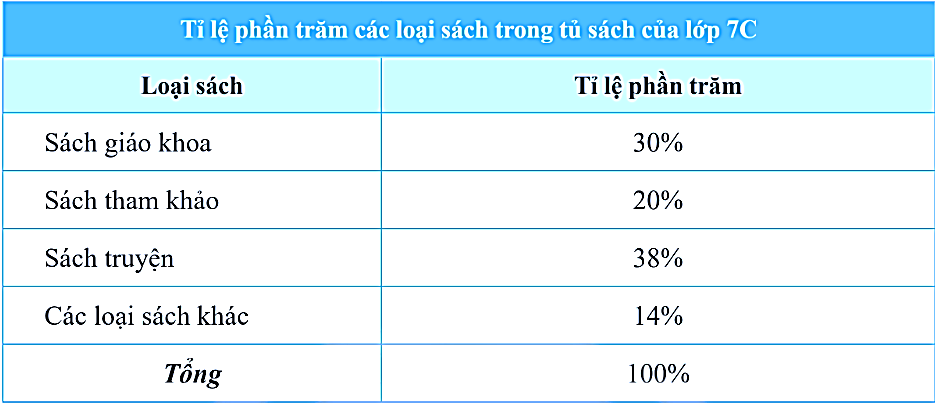 Tỉ lệ phần trăm các loại sách trong tủ sách của lớp 7C
Loại sách Tỉ lệ phần trăm
Sách giáo khoa 30%
Sách tham khảo 20%
Sách truyện 38%
Các loại sách khác 14%
Tổng 100%